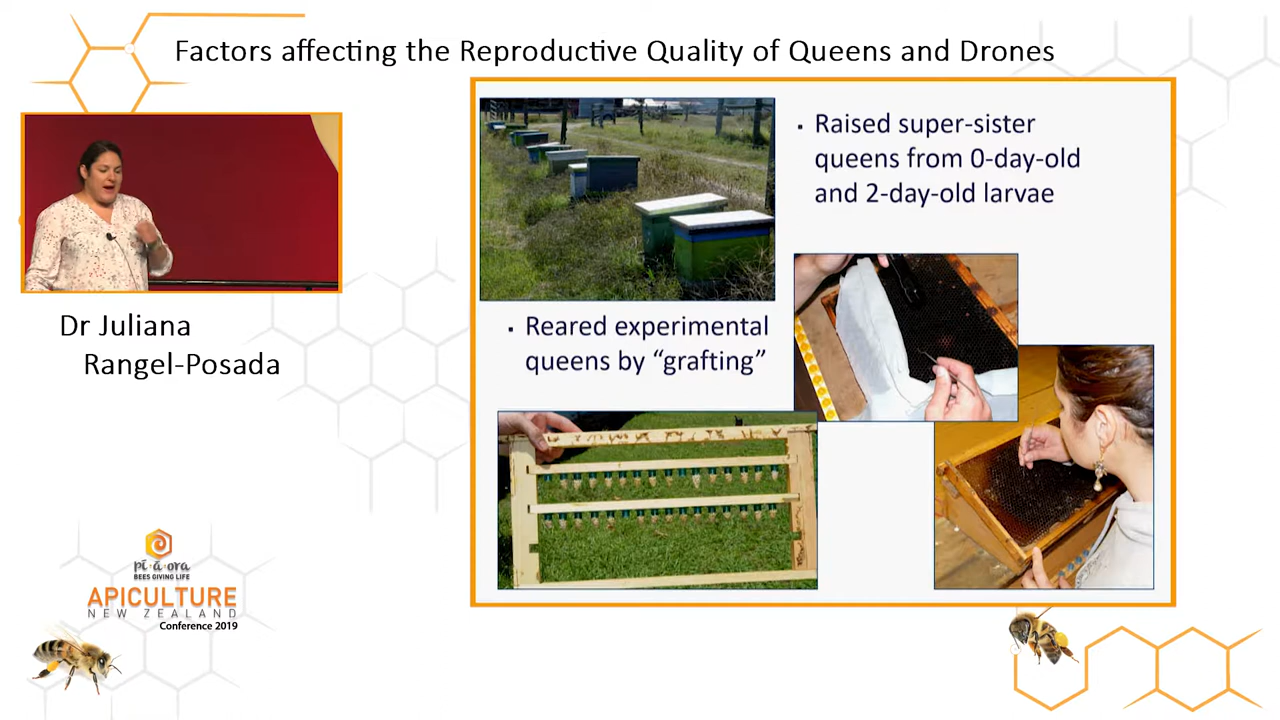 Factors affecting the Reproductive Quality of Queens and Drones
Dr Juliana
Rangel-Posada
▪ Raised super-sister
queens from 0-day-old
and 2-day-old larvae
▪ Reared experimental
queens by “grafting”
pī·ā·ora
BEES GIVING LIFE
APICULTURE
NEW ZEALAND
Conference 2019